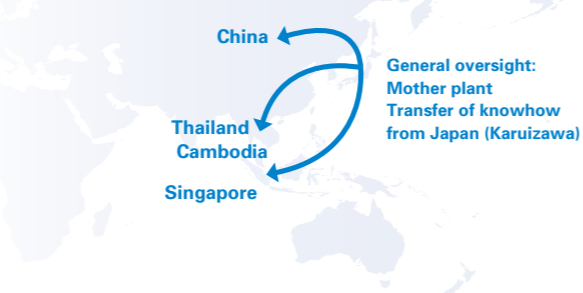 China
General oversight:
Mother plant
Transfer of knowhow
from Japan (Karuizawa)
Thailand
Cambodia
Singapore